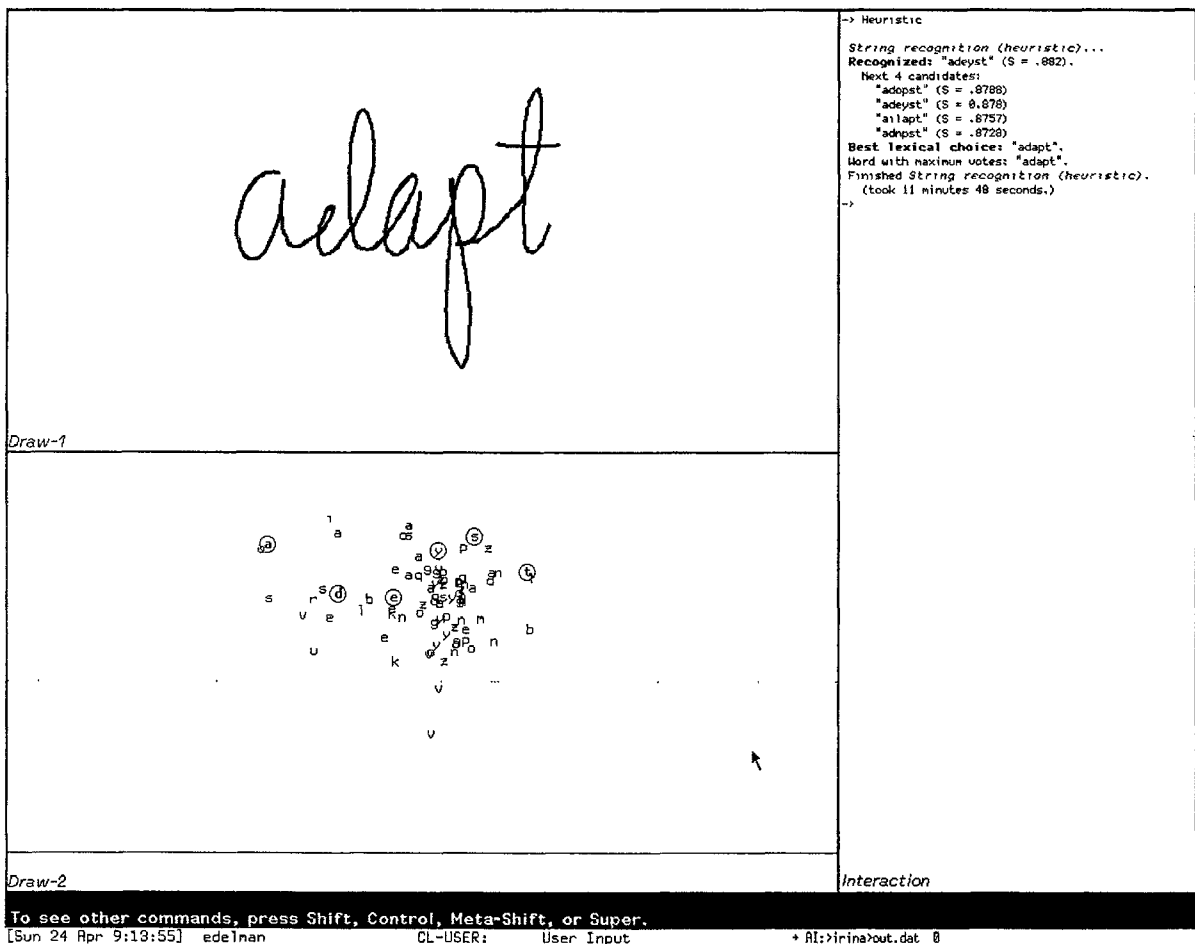 adapt
Draw-1
Draw-2
-> Heuristic
String recognition (heuristic)...
Recognized: "adeyst" (S = .882).
Next 4 candidates:
"adopst" (S = .8788)
"adeyst" (S = 0.878)
"ailapt" (S = .8757)
"adnpst" (S = .8728)
Best lexical choice: "adapt".
Word with maximum votes: "adapt".
Finished String recognition (heuristic).
(took 11 minutes 48 seconds.)
->
Interaction
To see other commands, press Shift, Control, Meta-Shift, or Super.
[Sun 24 Apr 9:13:55] edelman CL-USER: User Input + AI:>irina>out.dat 0